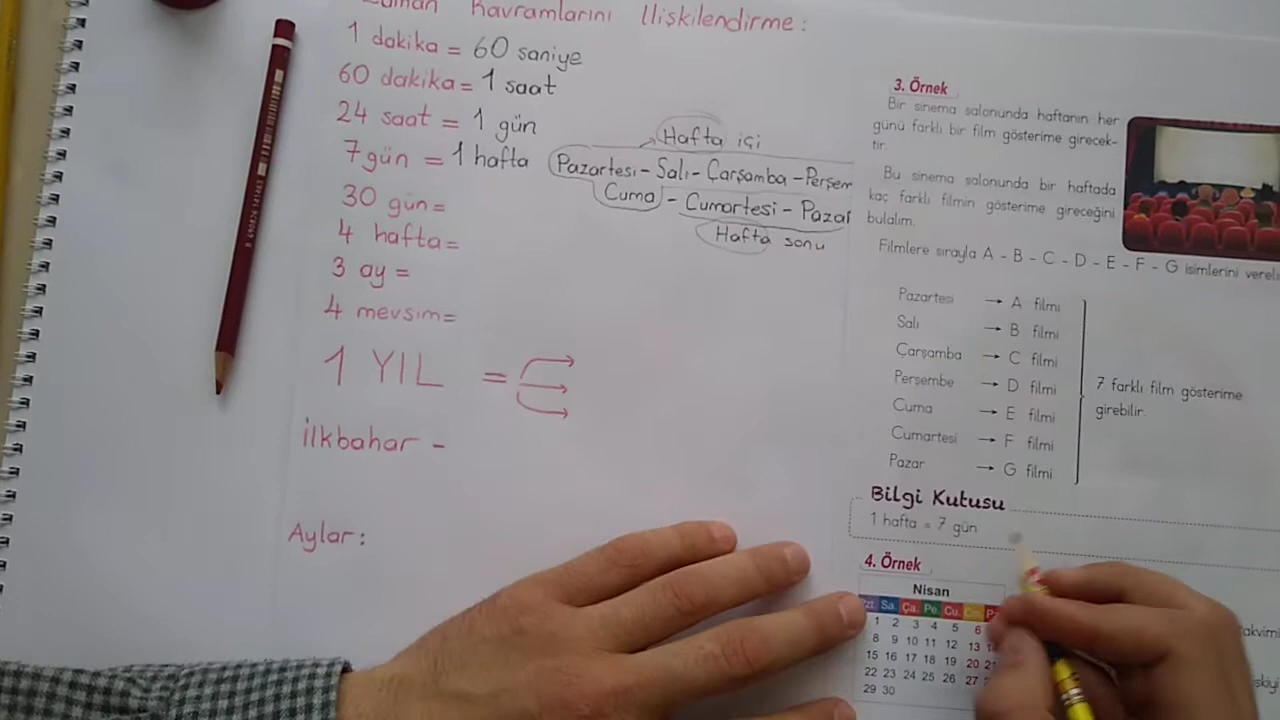 Kavramlarını İlişkilendirme:
1 dakika = 60 saniye
60 dakika = 1 saat
24 saat = 1 gün
7 gün = 1 hafta
30 gün =
4 hafta =
3 ay =
4 mevsim =
1 YIL =
İlkbahar -
Aylar:
Hafta içi
Pazartesi - Salı - Çarşamba - Perşem
Cuma - Cumartesi - Pazar
Hafta sonu
3. Örnek
Bir sinema salonunda haftanın her
günü farklı bir film gösterime girecek-
tir.
Bu sinema salonunda bir haftada
kaç farklı filmin gösterime gireceğini
bulalım.
Filmlere sırayla A - B - C - D - E - F - G isimlerini
Pazartesi → A filmi
Salı → B filmi
Çarşamba → C filmi
Perşembe → D filmi
Cuma → E filmi
Cumartesi → F filmi
Pazar → G filmi
7 farklı film gösterime
girebilir.
Bilgi Kutusu
1 hafta = 7 gün
4. Örnek
Nisan
Sa. Ça. Pe. Cu.
1 2 3 4 5 6
8 9 10 11 12 13
15 16 17 18 19 20
22 23 24 25 26 27
29 30